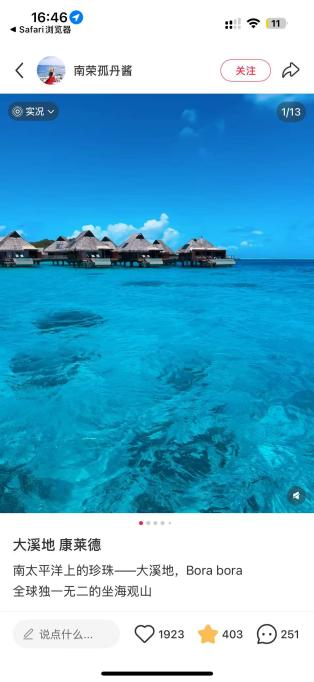 16:46
11
◀ Safari浏览器
南荣孤丹酱
关注
实况
1/13
大溪地 康莱德
南太平洋上的珍珠——大溪地，Bora bora
全球独一无二的坐海观山
说点什么...
1923
403
251